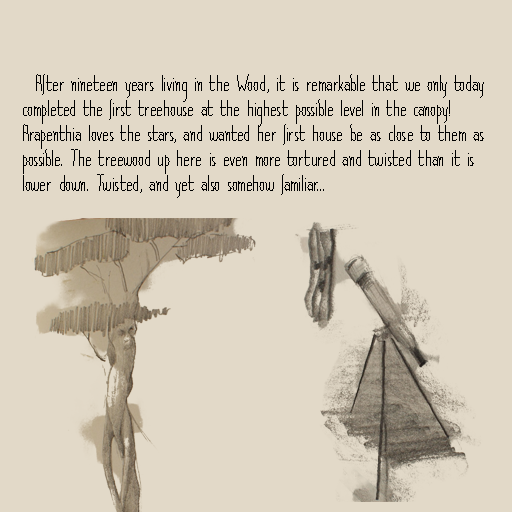 After nineteen years living in the Wood, it is remarkable that we only today
completed the first treehouse at the highest possible level in the canopy!
Arapenthia loves the stars, and wanted her first house be as close to them as
possible. The treewood up here is even more tortured and twisted than it is
lower down. Twisted, and yet also somehow familiar...